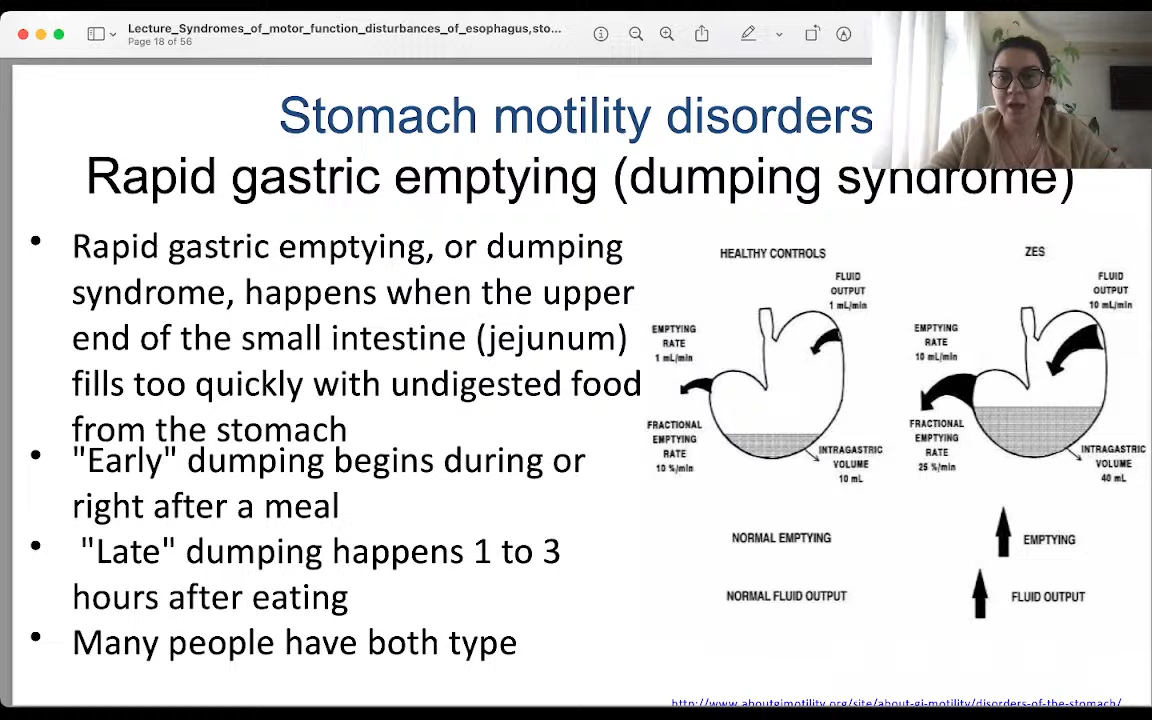 Lecture_Syndromes_of_motor_function_disturbances_of_esophagus,sto...
Page 18 of 56
Stomach motility disorders
Rapid gastric emptying (dumping syndrome)
• Rapid gastric emptying, or dumping
syndrome, happens when the upper
end of the small intestine (jejunum)
fills too quickly with undigested food
from the stomach
• "Early" dumping begins during or
right after a meal
• "Late" dumping happens 1 to 3
hours after eating
• Many people have both type
HEALTHY CONTROLS
FLUID
OUTPUT
1 mL/min
EMPTYING
RATE
1 mL/min
FRACTIONAL
EMPTYING
RATE
10 %/min
INTRAGASTRIC
VOLUME
10 mL
NORMAL EMPTYING
NORMAL FLUID OUTPUT
ZES
FLUID
OUTPUT
10 mL/min
EMPTYING
RATE
10 mL/min
FRACTIONAL
EMPTYING
RATE
25 %/min
INTRAGASTRIC
VOLUME
40 mL
EMPTYING
FLUID OUTPUT
http://www.aboutgimotility.org/site/about-gi-motility/disorders-of-the-stomach/